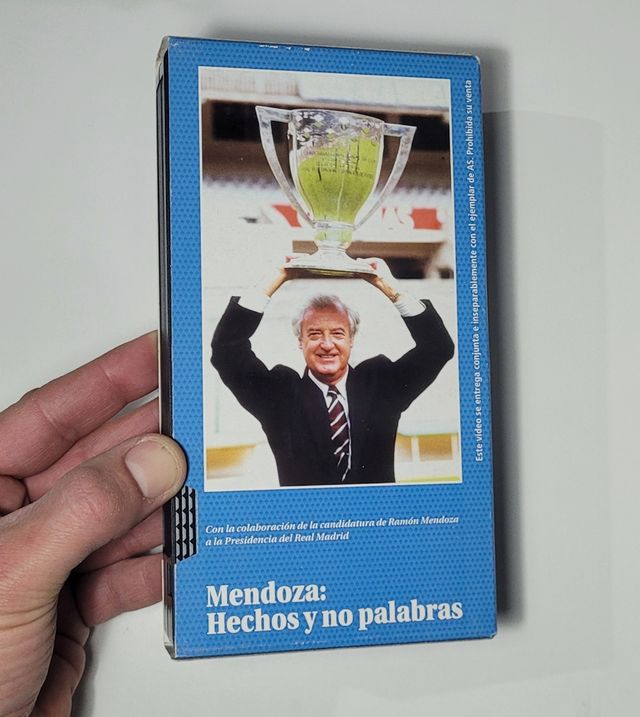 Este vídeo se entrega conjunta e inseparablemente con el ejemplar de AS. Prohibida su venta
Con la colaboración de la candidatura de Ramón Mendoza
a la Presidencia del Real Madrid
Mendoza:
Hechos y no palabras